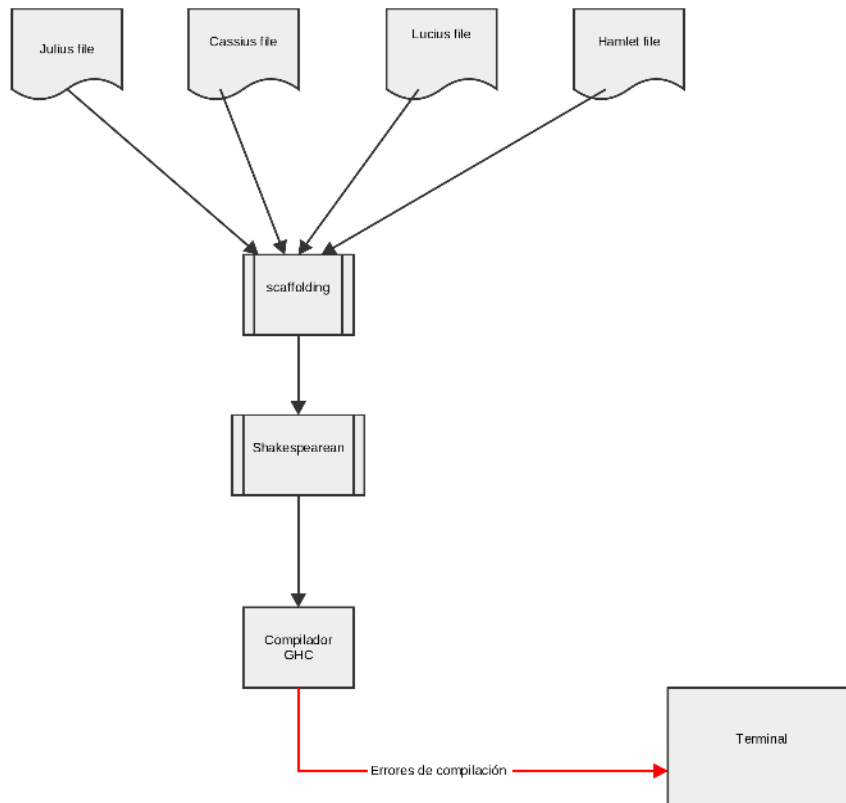 Julius file
Cassius file
Lucius file
Hamlet file
scaffolding
Shakespearean
Compilador
GHC
Errores de compilación
Terminal